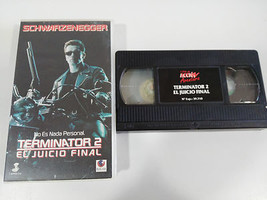 SCHWARZENEGGER
No Es Nada Personal
TERMINATOR 2
EL JUICIO FINAL
TERMINATOR 2
EL JUICIO FINAL